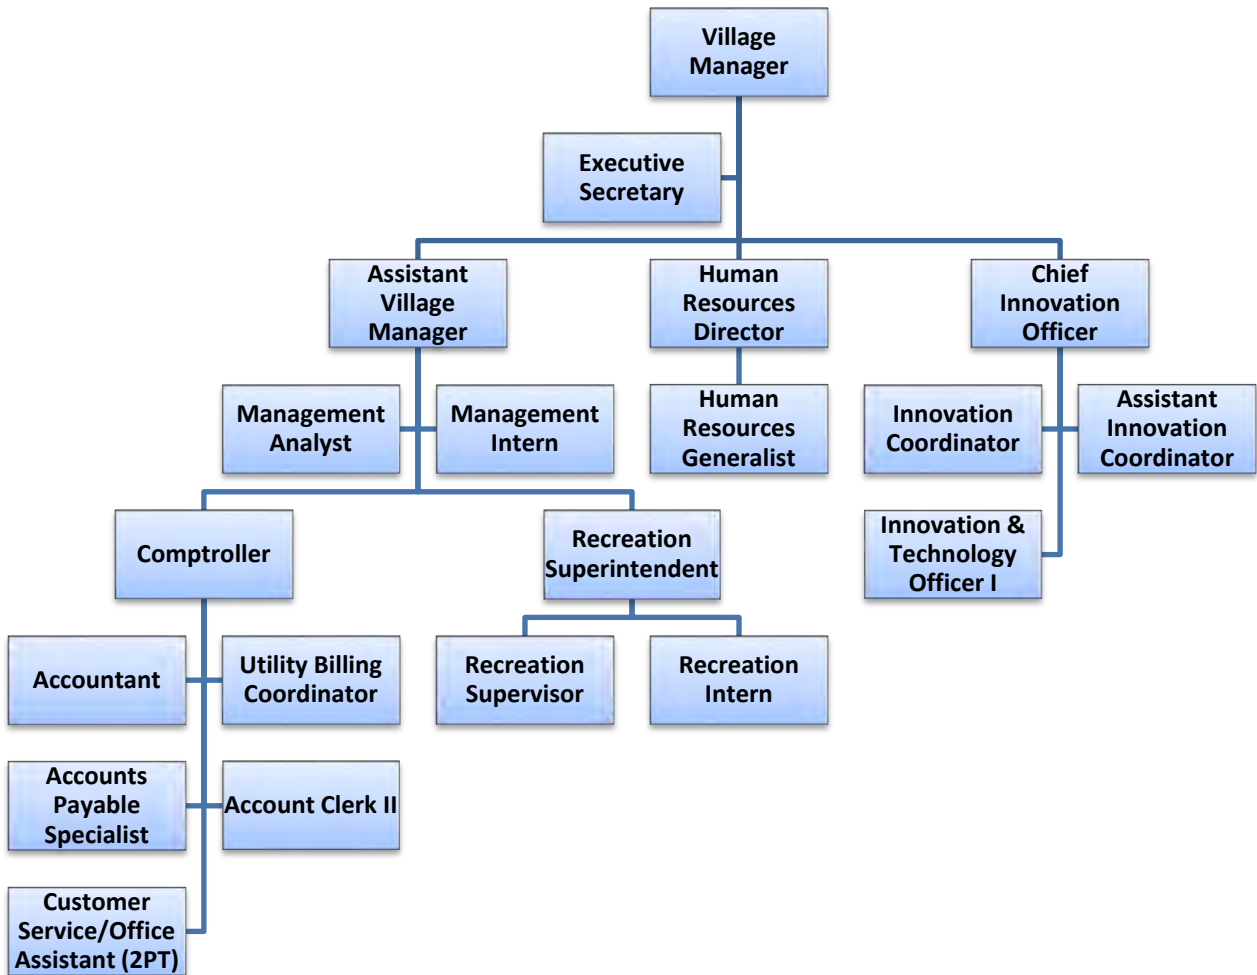 Village
Manager
Executive
Secretary
Assistant
Village
Manager
Human
Resources
Director
Chief
Innovation
Officer
Management
Analyst
Management
Intern
Human
Resources
Generalist
Innovation
Coordinator
Assistant
Innovation
Coordinator
Comptroller
Recreation
Superintendent
Innovation &
Technology
Officer I
Accountant
Utility Billing
Coordinator
Recreation
Supervisor
Recreation
Intern
Accounts
Payable
Specialist
Account Clerk II
Customer
Service/Office
Assistant (2PT)